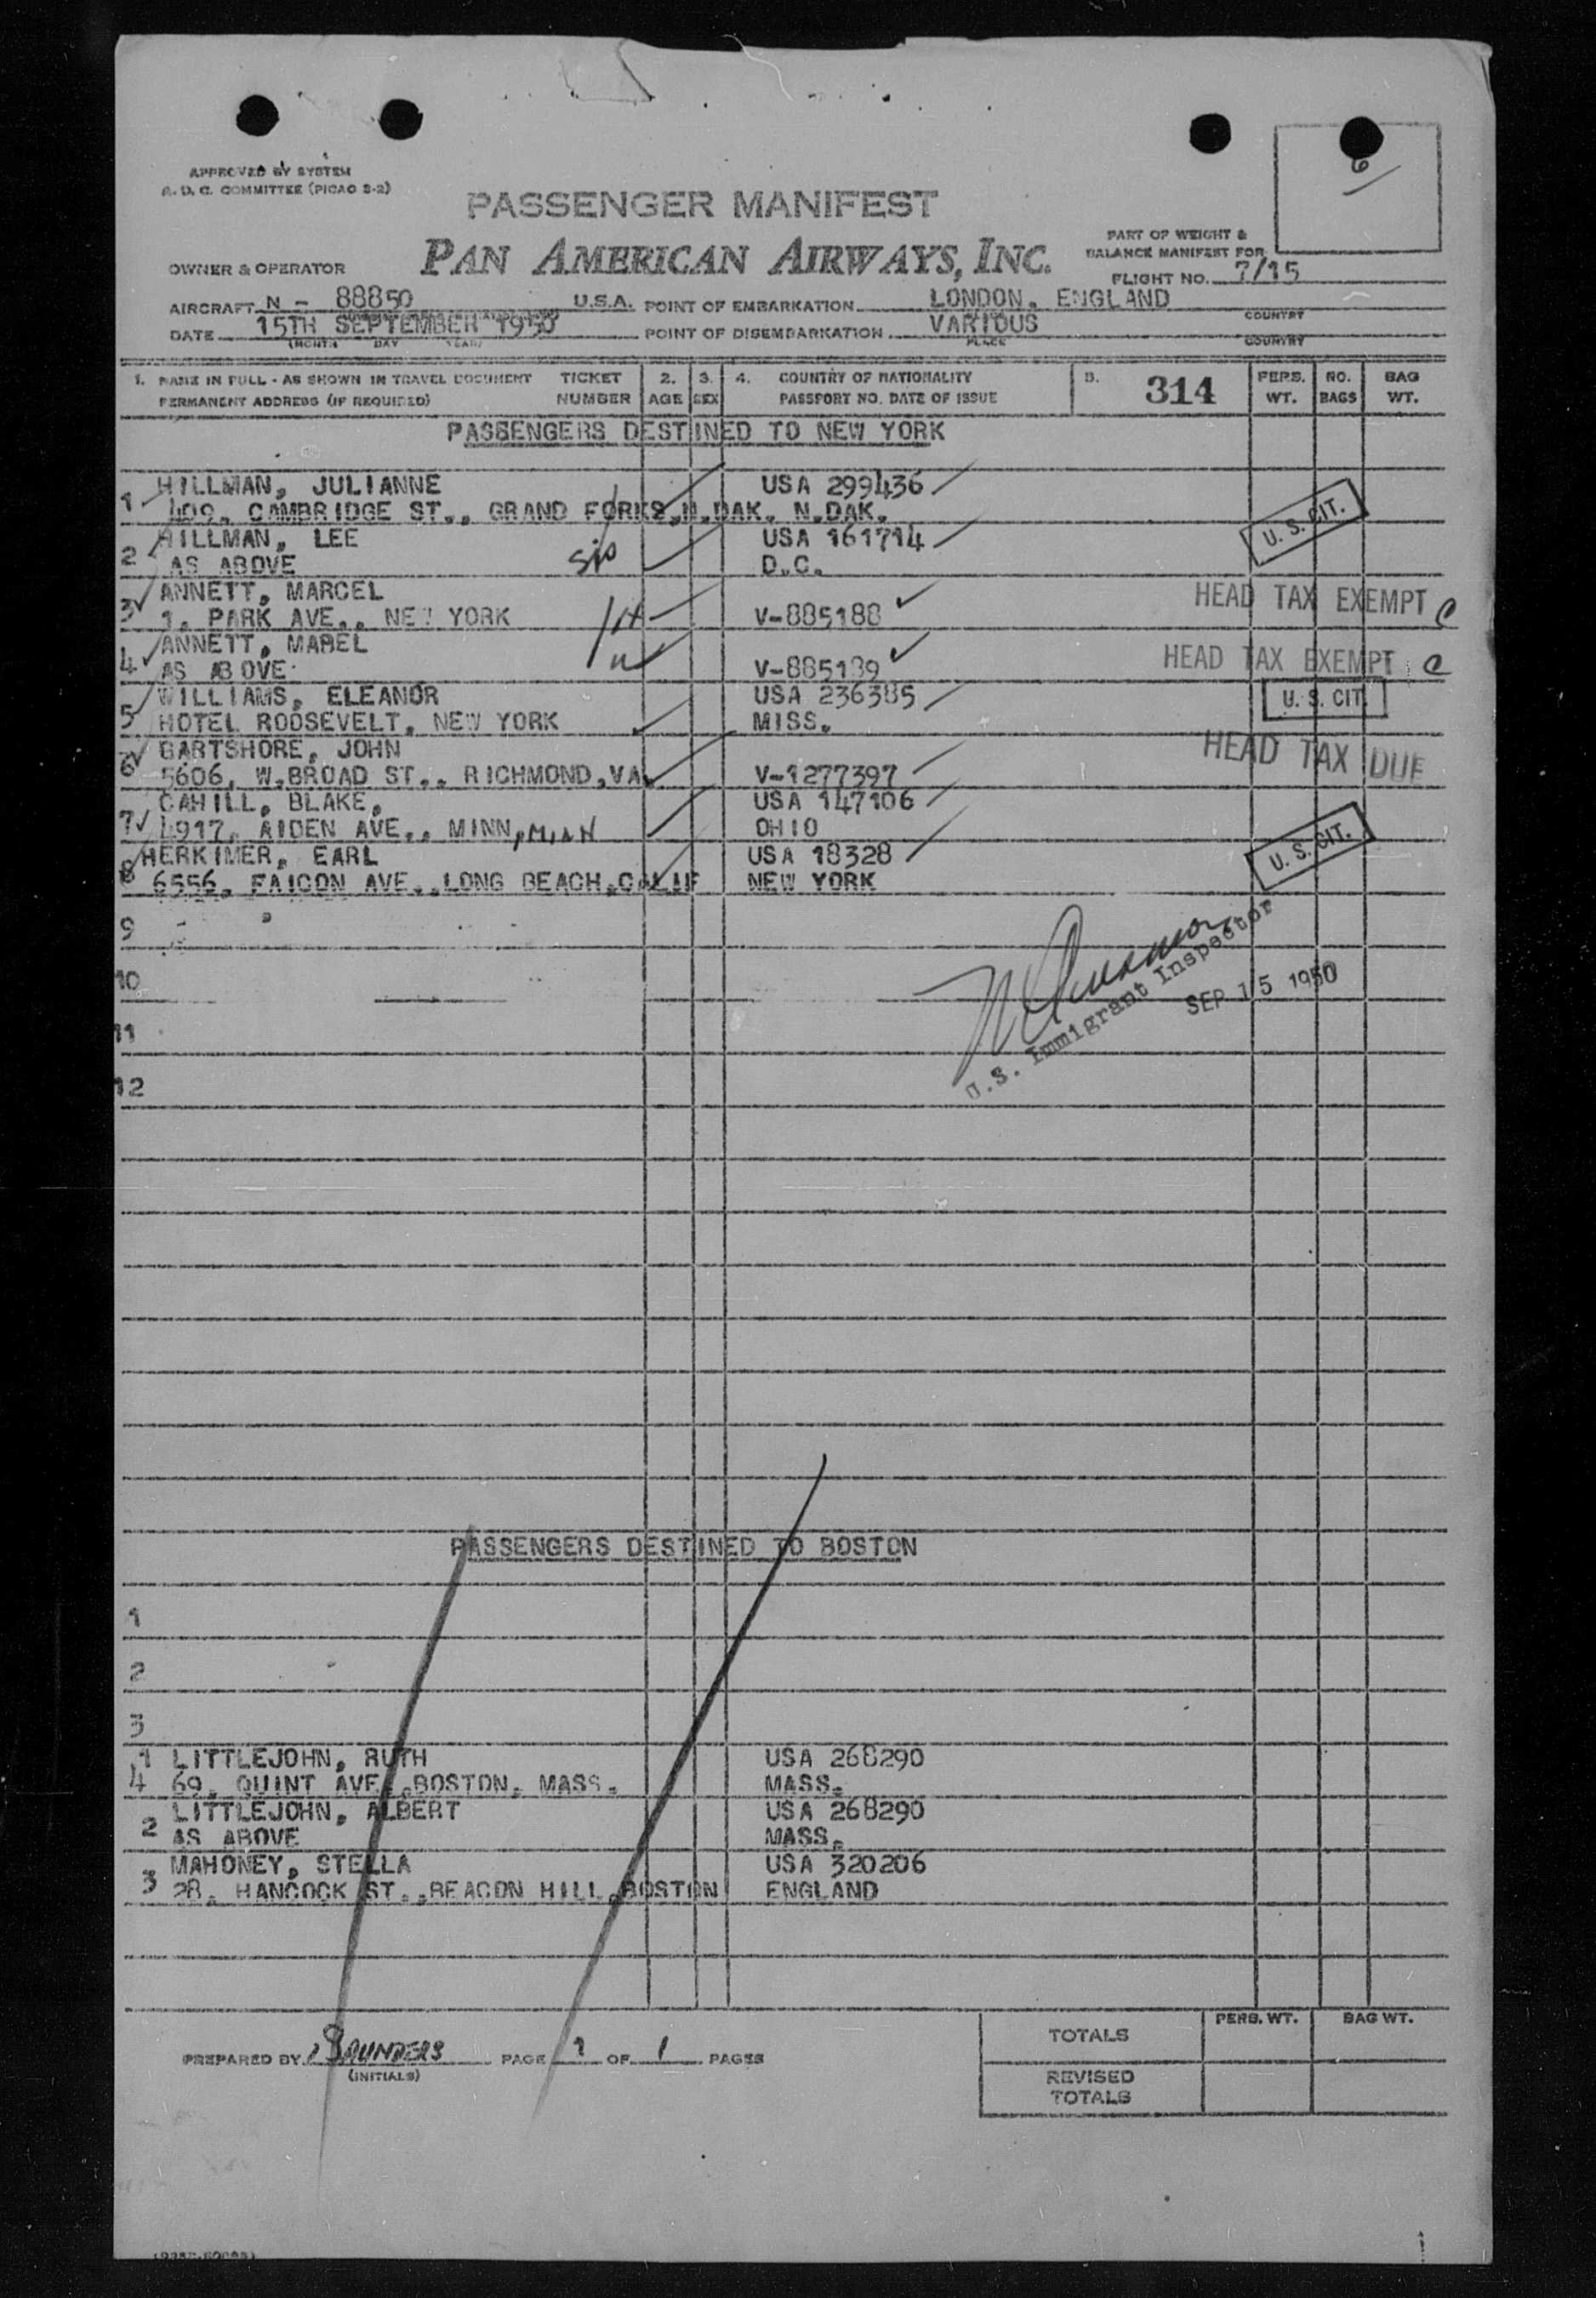 APPROVED BY SYSTEM
A. D. C. COMMITTEE (PICAO S-2)
6
PASSENGER MANIFEST
PAN AMERICAN AIRWAYS, INC.
PART OF WEIGHT &
BALANCE MANIFEST FOR
OWNER & OPERATOR
FLIGHT NO. 7/15
AIRCRAFT N - 88850 U.S.A. POINT OF EMBARKATION LONDON, ENGLAND
COUNTRY
DATE 15TH SEPTEMBER 1950 POINT OF DISEMBARKATION VARIOUS
(MONTH DAY YEAR) PLACE COUNTRY
1. NAME IN FULL - AS SHOWN IN TRAVEL DOCUMENT TICKET 2. 3. 4. COUNTRY OF NATIONALITY 5. 314 PERS. NO. BAG
PERMANENT ADDRESS (IF REQUIRED) NUMBER AGE SEX PASSPORT NO. DATE OF ISSUE WT. BAGS WT.
PASSENGERS DESTINED TO NEW YORK
1 HILLMAN, JULIANNE USA 299436
409, CAMBRIDGE ST., GRAND FORKS,N.DAK. N.DAK.
U. S. CIT.
HILLMAN, LEE USA 161714
2 AS ABOVE D.C.
ANNETT, MARCEL HEAD TAX EXEMPT
3 1, PARK AVE., NEW YORK V-885188
ANNETT, MABEL HEAD TAX EXEMPT
4 AS ABOVE V-885189
WILLIAMS, ELEANOR USA 236385 U. S. CIT.
5 HOTEL ROOSEVELT, NEW YORK MISS.
GARTSHORE, JOHN HEAD TAX DUE
6 5606, W.BROAD ST., RICHMOND,VA. V-1277397
CAHILL, BLAKE, USA 147106
7 4917, AIDEN AVE., MINN,MINN OHIO
U. S. CIT.
HERKIMER, EARL USA 18328
8 6556, FAICON AVE.,LONG BEACH,CALIF NEW YORK
9
10
U.S. Immigrant Inspector
SEP 15 1950
11
12
PASSENGERS DESTINED TO BOSTON
1
2
3
1 LITTLEJOHN, RUTH USA 268290
4 69, QUINT AVE.,BOSTON, MASS. MASS.
LITTLEJOHN, ALBERT USA 268290
2 AS ABOVE MASS.
MAHONEY, STELLA USA 320206
3 28, HANCOCK ST.,BEACON HILL,BOSTON ENGLAND
PERS. WT. BAG WT.
TOTALS
PREPARED BY SAUNDERS PAGE 1 OF 1 PAGES
(INITIALS)
REVISED
TOTALS